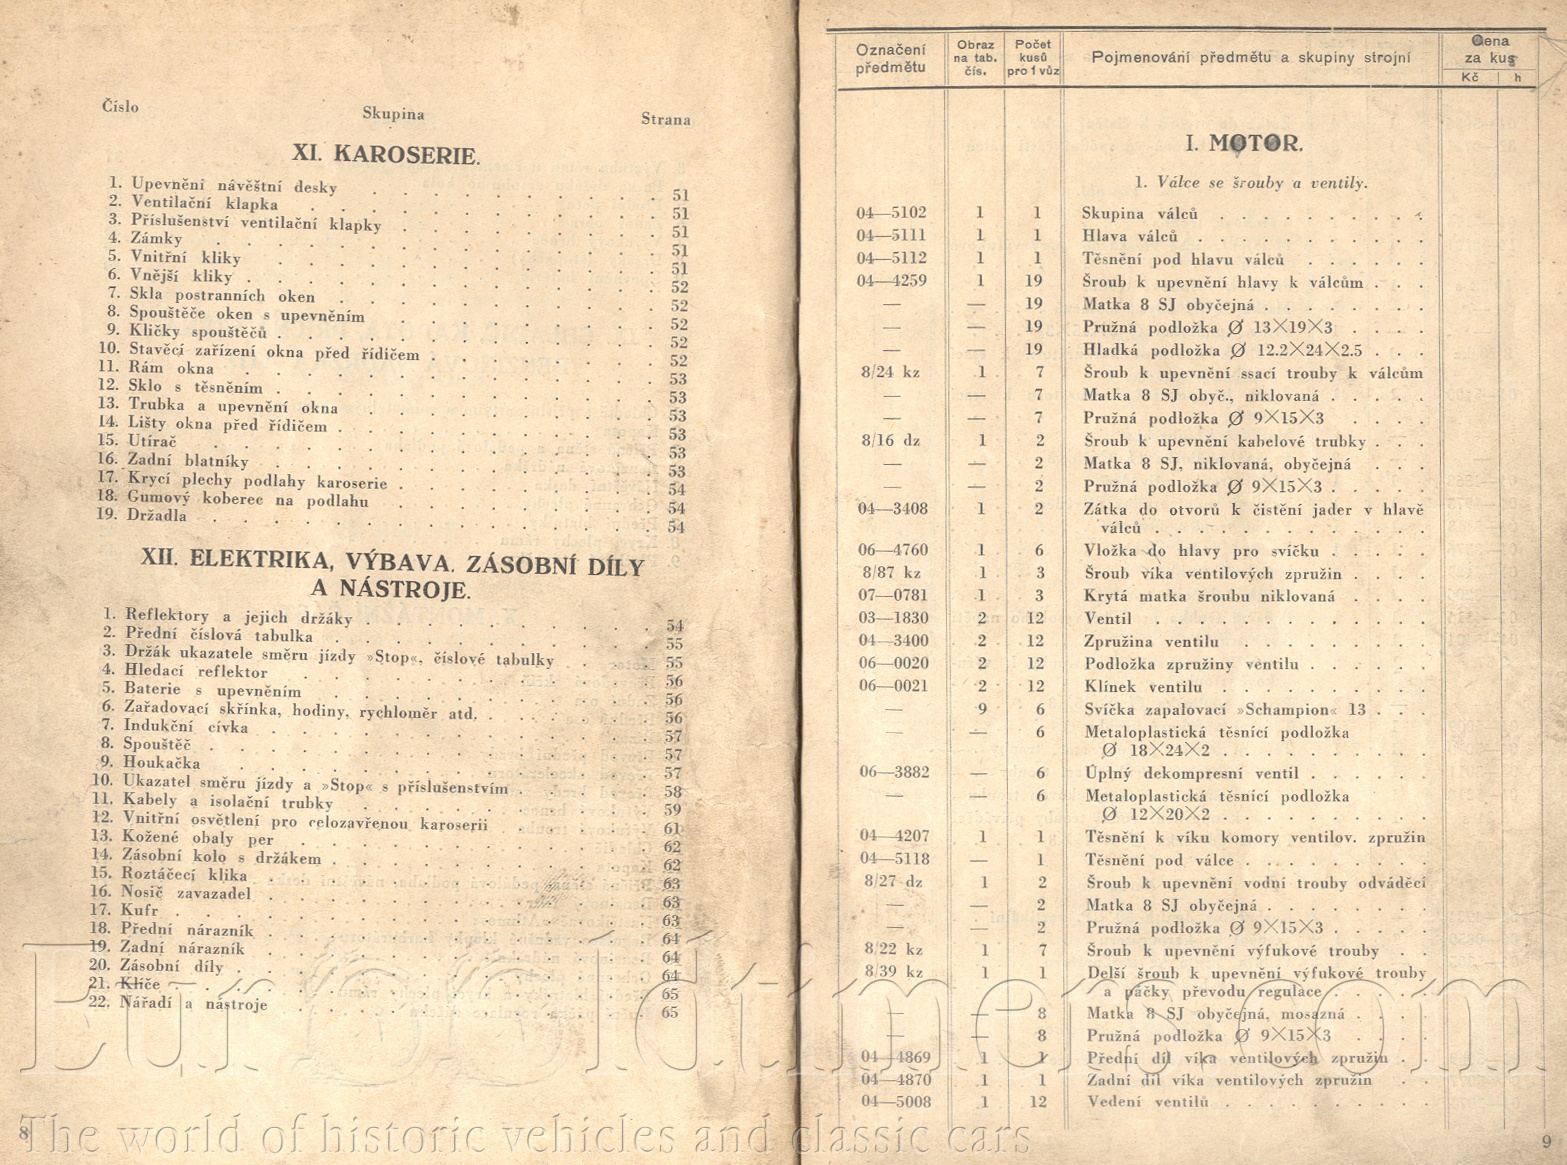 Číslo Skupina Strana
XI. KAROSERIE.
1. Upevnění návěštní desky . . . . . . . . . . 51
2. Ventilační klapka . . . . . . . . . . . . 51
3. Příslušenství ventilační klapky . . . . . . . . . 51
4. Zámky . . . . . . . . . . . . . . . 51
5. Vnitřní kliky . . . . . . . . . . . . . 51
6. Vnější kliky . . . . . . . . . . . . . . 52
7. Skla postranních oken . . . . . . . . . . . 52
8. Spouštěče oken s upevněním . . . . . . . . . 52
9. Kličky spouštěčů . . . . . . . . . . . . . 52
10. Stavěcí zařízení okna před řídičem . . . . . . . . 52
11. Rám okna . . . . . . . . . . . . . . 53
12. Sklo s těsněním . . . . . . . . . . . . . 53
13. Trubka a upevnění okna . . . . . . . . . . 53
14. Lišty okna před řídičem . . . . . . . . . . . 53
15. Utírač . . . . . . . . . . . . . . . 53
16. Zadní blatníky . . . . . . . . . . . . . 53
17. Krycí plechy podlahy karoserie . . . . . . . . . 54
18. Gumový koberec na podlahu . . . . . . . . . 54
19. Držadla . . . . . . . . . . . . . . . 54
XII. ELEKTRIKA, VÝBAVA. ZÁSOBNÍ DÍLY
A NÁSTROJE.
1. Reflektory a jejich držáky . . . . . . . . . . 54
2. Přední číslová tabulka . . . . . . . . . . . 55
3. Držák ukazatele směru jízdy »Stop«, číslové tabulky . . . 55
4. Hledací reflektor . . . . . . . . . . . . 56
5. Baterie s upevněním . . . . . . . . . . . 56
6. Zařadovací skřínka, hodiny, rychloměr atd. . . . . . . 56
7. Indukční cívka . . . . . . . . . . . . . 57
8. Spouštěč . . . . . . . . . . . . . . . 57
9. Houkačka . . . . . . . . . . . . . . 57
10. Ukazatel směru jízdy a »Stop« s příslušenstvím . . . . . 58
11. Kabely a isolační trubky . . . . . . . . . . 59
12. Vnitřní osvětlení pro celozavřenou karoserii . . . . . 61
13. Kožené obaly per . . . . . . . . . . . . 62
14. Zásobní kolo s držákem . . . . . . . . . . . 62
15. Roztáčecí klika . . . . . . . . . . . . . 63
16. Nosič zavazadel . . . . . . . . . . . . . 63
17. Kufr . . . . . . . . . . . . . . . . 63
18. Přední nárazník . . . . . . . . . . . . . 64
19. Zadní nárazník . . . . . . . . . . . . . 64
20. Zásobní díly . . . . . . . . . . . . . . 64
21. Klíče . . . . . . . . . . . . . . . . 65
22. Nářadí a nástroje . . . . . . . . . . . . 65
8
Označení předmětu Obraz na tab. čís. Počet kusů pro 1 vůz Pojmenování předmětu a skupiny strojní Cena za kus Kč h
I. MOTOR.
1. Válce se šrouby a ventily.
04—5102 1 1 Skupina válců . . . . . . . . . .
04—5111 1 1 Hlava válců . . . . . . . . . . .
04—5112 1 1 Těsnění pod hlavu válců . . . . . .
04—4259 1 19 Šroub k upevnění hlavy k válcům . . .
— — 19 Matka 8 SJ obyčejná . . . . . . . .
— — 19 Pružná podložka Ø 13×19×3 . . . .
— — 19 Hladká podložka Ø 12.2×24×2.5 . . .
8/24 kz 1 7 Šroub k upevnění ssací trouby k válcům
— — 7 Matka 8 SJ obyč., niklovaná . . . . .
— — 7 Pružná podložka Ø 9×15×3 . . . .
8/16 dz 1 2 Šroub k upevnění kabelové trubky . . .
— — 2 Matka 8 SJ, niklovaná, obyčejná . . .
— — 2 Pružná podložka Ø 9×15×3 . . . . .
04—3408 1 2 Zátka do otvorů k čistění jader v hlavě
válců . . . . . . . . . . . . .
06—4760 1 6 Vložka do hlavy pro svíčku . . . . .
8/87 kz 1 3 Šroub víka ventilových zpružin . . . .
07—0781 1 3 Krytá matka šroubu niklovaná . . . .
03—1830 2 12 Ventil . . . . . . . . . . . . .
04—3400 2 12 Zpružina ventilu . . . . . . . . .
06—0020 2 12 Podložka zpružiny ventilu . . . . . .
06—0021 2 12 Klínek ventilu . . . . . . . . . .
— 9 6 Svíčka zapalovací »Schampion« 13 . . .
— — 6 Metaloplastická těsnící podložka
Ø 18×24×2 . . . . . . . . . .
06—3882 — 6 Úplný dekompresní ventil . . . . . .
— — 6 Metaloplastická těsnící podložka
Ø 12×20×2 . . . . . . . . . .
04—4207 1 1 Těsnění k víku komory ventilov. zpružin
04—5118 — 1 Těsnění pod válce . . . . . . . . .
8/27 dz 1 2 Šroub k upevnění vodní trouby odváděcí
— — 2 Matka 8 SJ obyčejná . . . . . . . .
— — 2 Pružná podložka Ø 9×15×3 . . . . .
8/22 kz 1 7 Šroub k upevnění výfukové trouby . .
8/39 kz 1 1 Delší šroub k upevnění výfukové trouby
a páčky převodu regulace . . . . .
— — 8 Matka 8 SJ obyčejná, mosazná . . . .
— — 8 Pružná podložka Ø 9×15×3 . . . .
04—4869 1 1 Přední díl víka ventilových zpružin . .
04—4870 1 1 Zadní díl víka ventilových zpružin . .
04—5008 1 12 Vedení ventilů . . . . . . . . . .
9
EuroOldtimers.com
The world of historic vehicles and classic cars